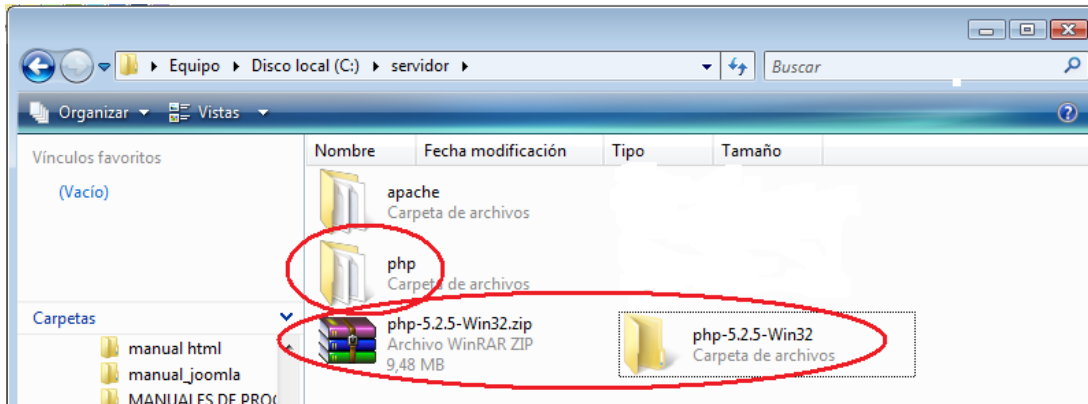 Equipo ▸ Disco local (C:) ▸ servidor ▸
Buscar
Organizar
Vistas
Vínculos favoritos
(Vacío)
Nombre Fecha modificación Tipo Tamaño
apache
Carpeta de archivos
php
Carpeta de archivos
php-5.2.5-Win32.zip
Archivo WinRAR ZIP
9,48 MB
php-5.2.5-Win32
Carpeta de archivos
Carpetas
manual html
manual_joomla
MANUALES DE PROC